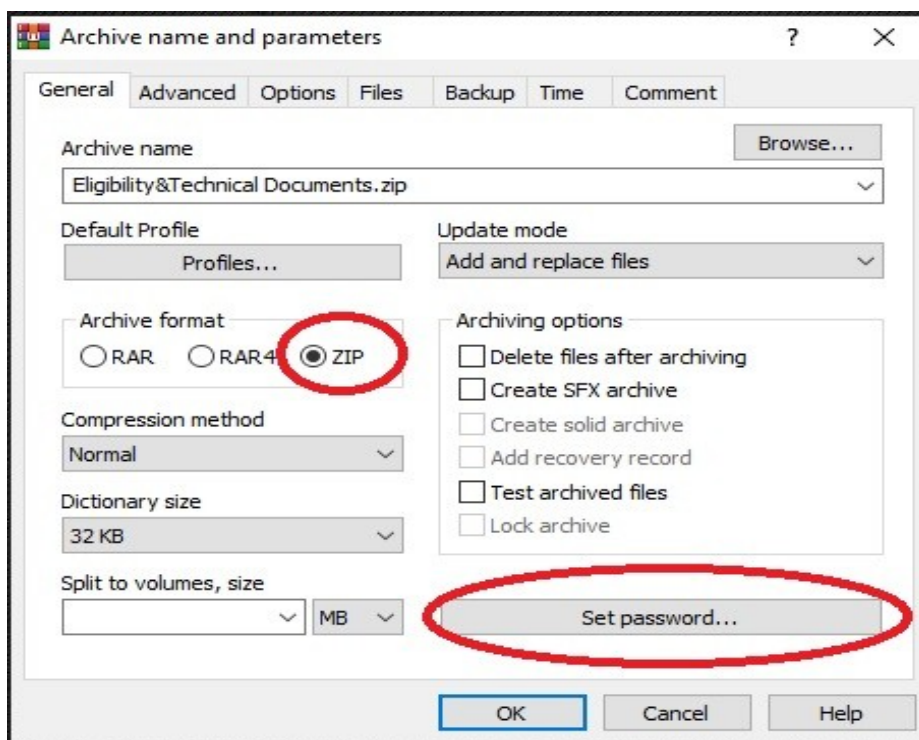 Archive name and parameters
?
General Advanced Options Files Backup Time Comment
Archive name
Browse...
Eligibility&Technical Documents.zip
Default Profile
Update mode
Profiles...
Add and replace files
Archive format
RAR RAR4 ZIP
Archiving options
Delete files after archiving
Create SFX archive
Create solid archive
Add recovery record
Test archived files
Lock archive
Compression method
Normal
Dictionary size
32 KB
Split to volumes, size
MB
Set password...
OK Cancel Help